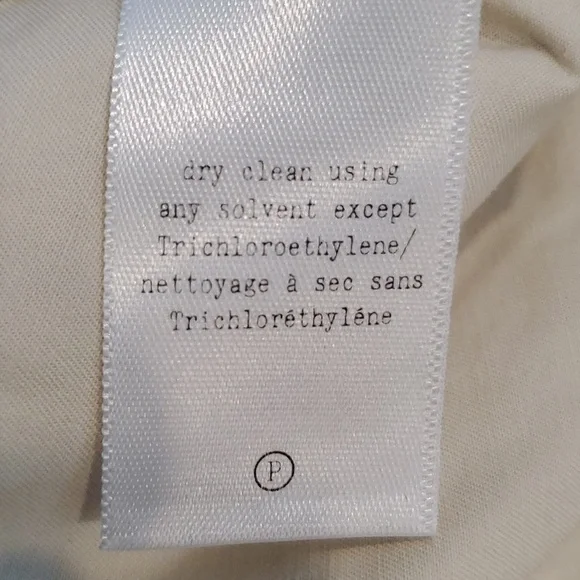 dry clean using
any solvent except
Trichloroethylene/
nettoyage à sec sans
Trichloréthyléne
P